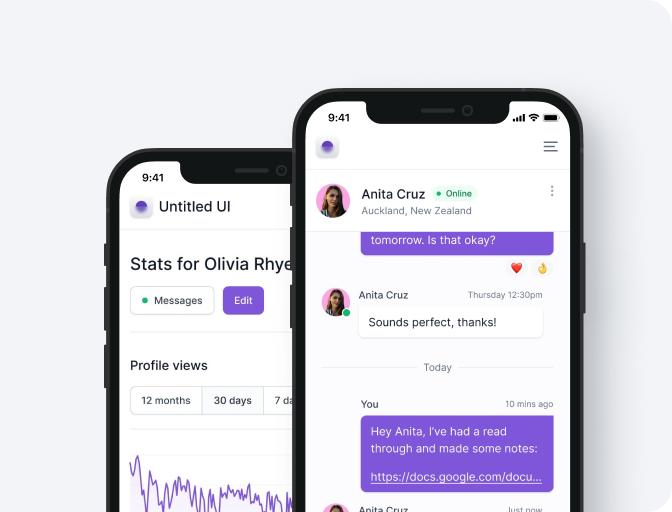 9:41
Untitled UI
Stats for Olivia Rhye
Messages
Edit
Profile views
12 months
30 days
7 da
9:41
Anita Cruz
Online
Auckland, New Zealand
tomorrow. Is that okay?
Anita Cruz
Thursday 12:30pm
Sounds perfect, thanks!
Today
You
10 mins ago
Hey Anita, I've had a read
through and made some notes:
https://docs.google.com/docu...
Anita Cruz
Just now